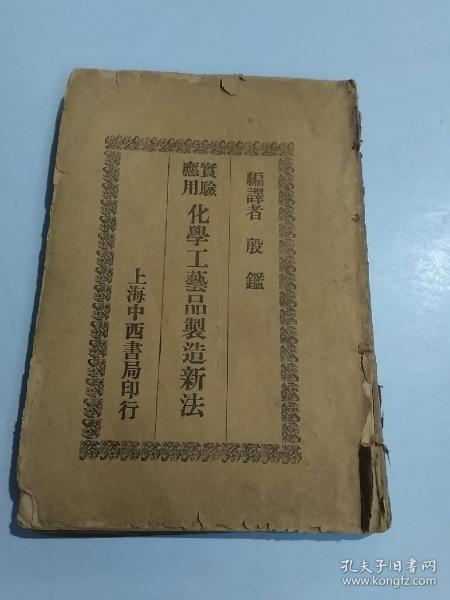 編譯者 殷鑑
實驗
應用
化學工藝品製造新法
上海中西書局印行
孔夫子旧书网
www.kongfz.com